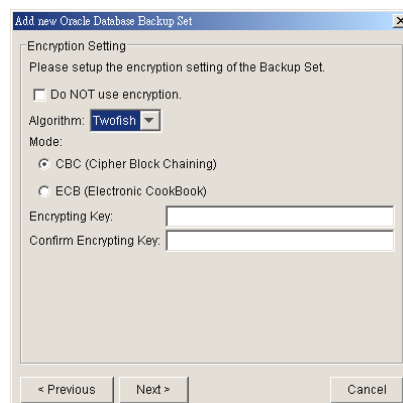 Add new Oracle Database Backup Set
Encryption Setting
Please setup the encryption setting of the Backup Set.
Do NOT use encryption.
Algorithm: Twofish
Mode:
CBC (Cipher Block Chaining)
ECB (Electronic CookBook)
Encrypting Key:
Confirm Encrypting Key:
< Previous Next > Cancel